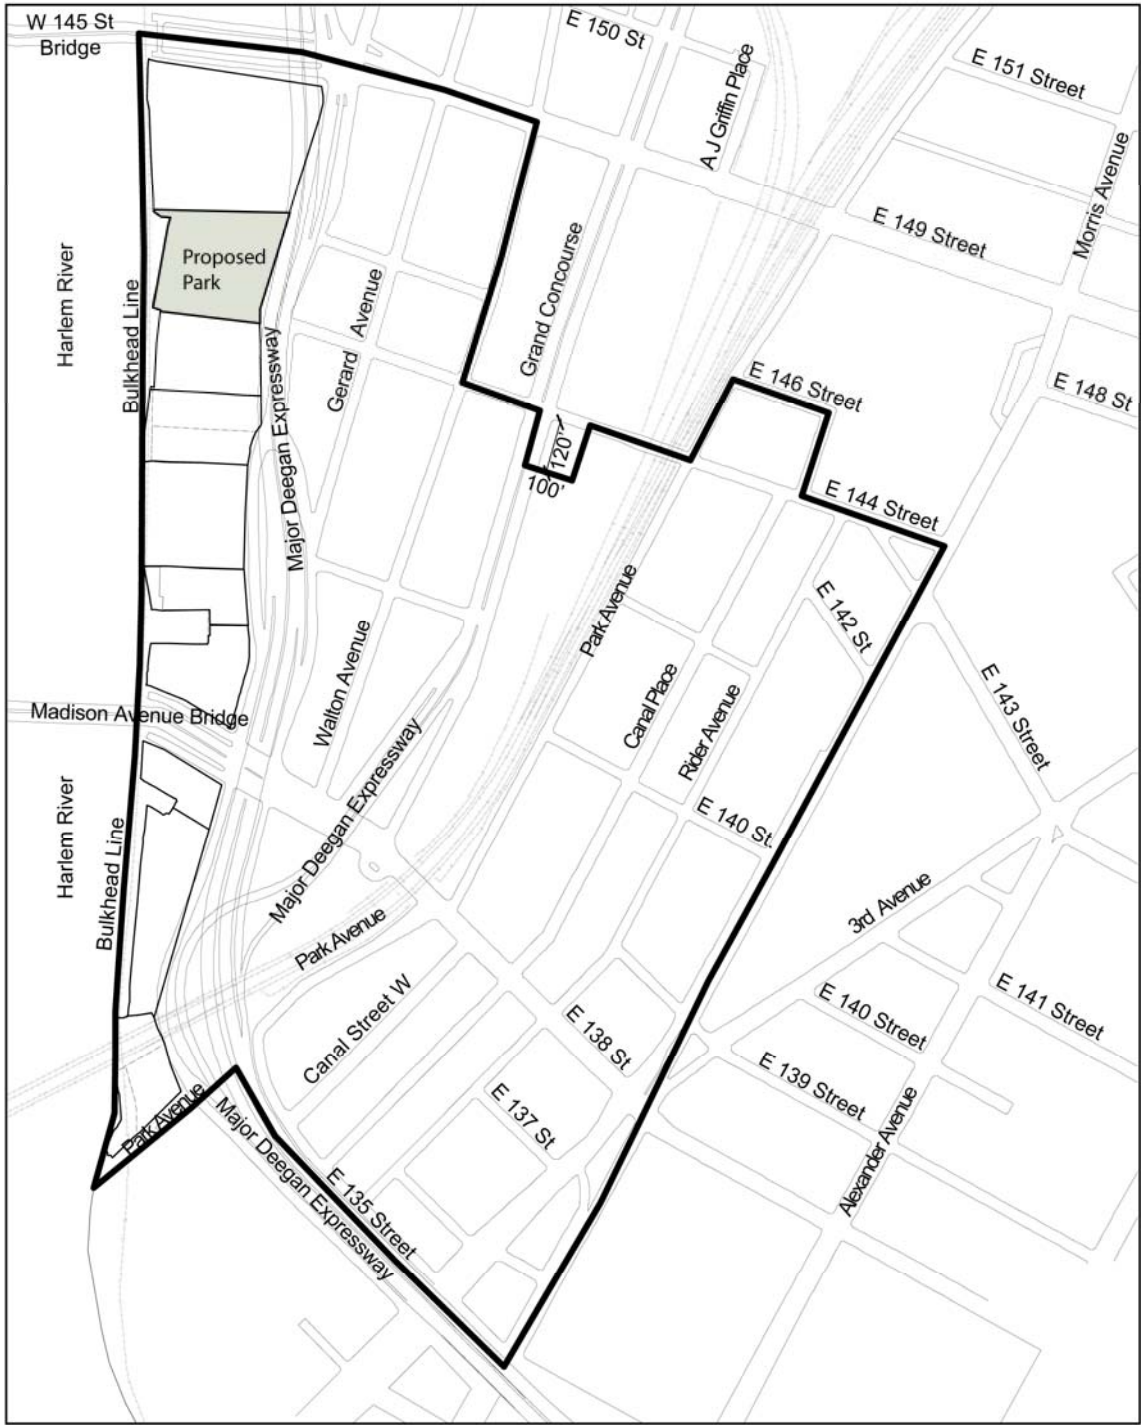 W 145 St
Bridge
E 150 St
A J Griffin Place
E 151 Street
Morris Avenue
E 149 Street
Harlem River
Bulkhead Line
Proposed
Park
Gerard Avenue
Grand Concourse
Major Deegan Expressway
E 146 Street
E 148 St
120'
100'
E 144 Street
Park Avenue
E 142 St
Walton Avenue
Canal Place
Rider Avenue
E 143 Street
Madison Avenue Bridge
Harlem River
Bulkhead Line
Major Deegan Expressway
E 140 St.
3rd Avenue
Park Avenue
Canal Street W
E 138 St
E 140 Street
E 141 Street
E 139 Street
E 137 St
Park Avenue
Major Deegan Expressway
E 135 Street
Alexander Avenue